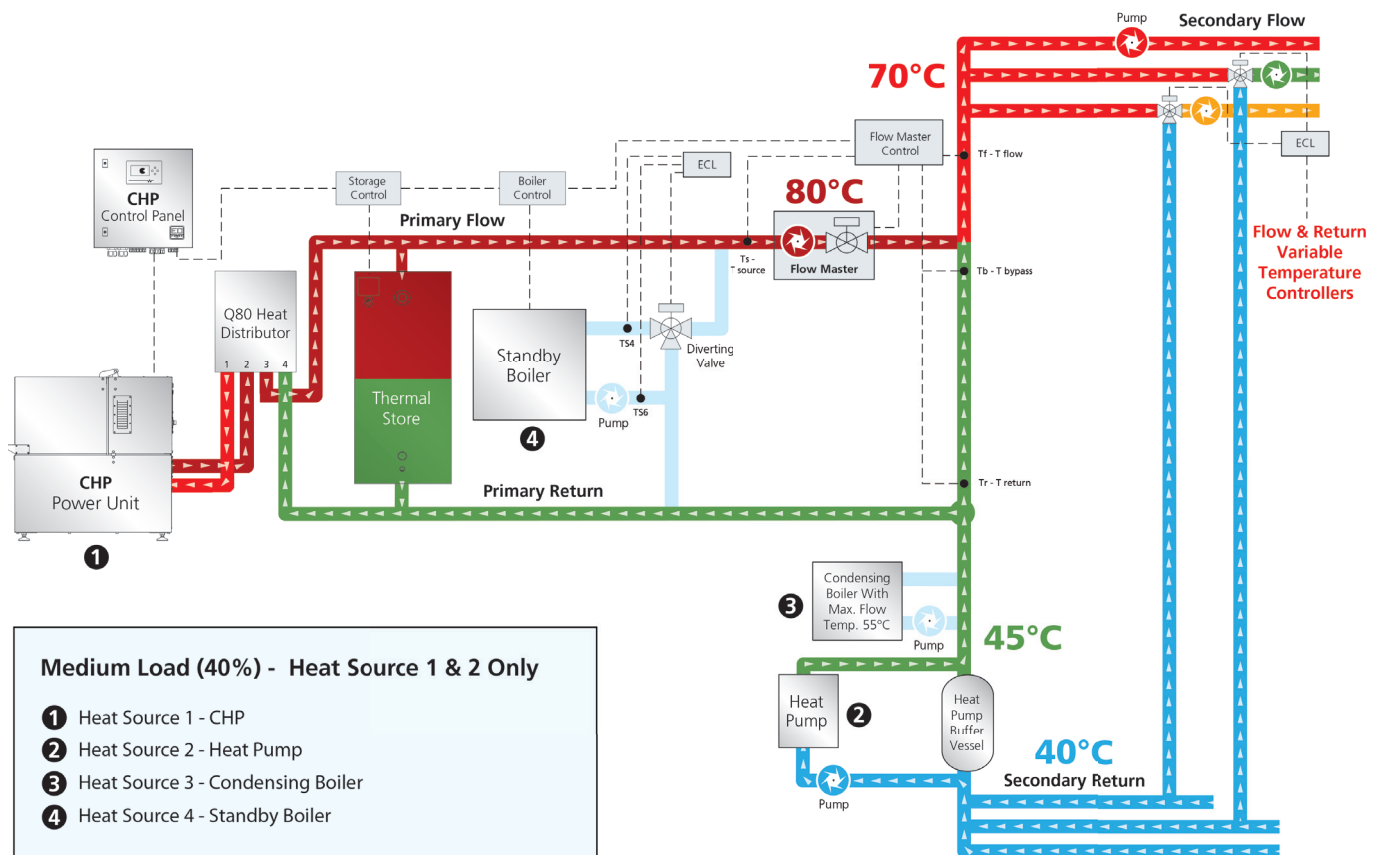 Pump
Secondary Flow
70°C
Flow Master
Control
Tf - T flow
ECL
ECL
CHP
Control Panel
Storage
Control
Boiler
Control
80°C
Primary Flow
Flow & Return
Variable
Temperature
Controllers
Ts -
T source
Flow Master
Tb - T bypass
Q80 Heat
Distributor
1 2 3 4
Standby
Boiler
TS4
Diverting
Valve
Thermal
Store
TS6
Pump
4
CHP
Power Unit
Primary Return
Tr - T return
1
3
Condensing
Boiler With
Max. Flow
Temp. 55°C
Pump
45°C
Heat
Pump
2
Heat
Pump
Buffer
Vessel
40°C
Secondary Return
Pump
Medium Load (40%) - Heat Source 1 & 2 Only
1 Heat Source 1 - CHP
2 Heat Source 2 - Heat Pump
3 Heat Source 3 - Condensing Boiler
4 Heat Source 4 - Standby Boiler